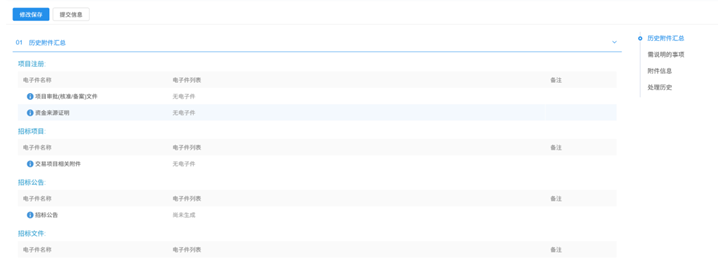 修改保存 提交信息
01 历史附件汇总
项目注册
电子件名称 电子件列表 备注
项目审批(核准/备案)文件 无电子件
资金来源证明 无电子件
招标项目
电子件名称 电子件列表 备注
交易项目相关附件 无电子件
招标公告
电子件名称 电子件列表 备注
招标公告 尚未生成
招标文件
电子件名称 电子件列表 备注
历史附件汇总
需说明的事项
附件信息
处理历史